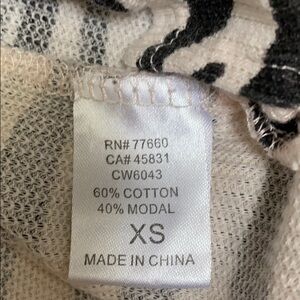 RN# 77660
CA# 45831
CW6043
60% COTTON
40% MODAL
XS
MADE IN CHINA